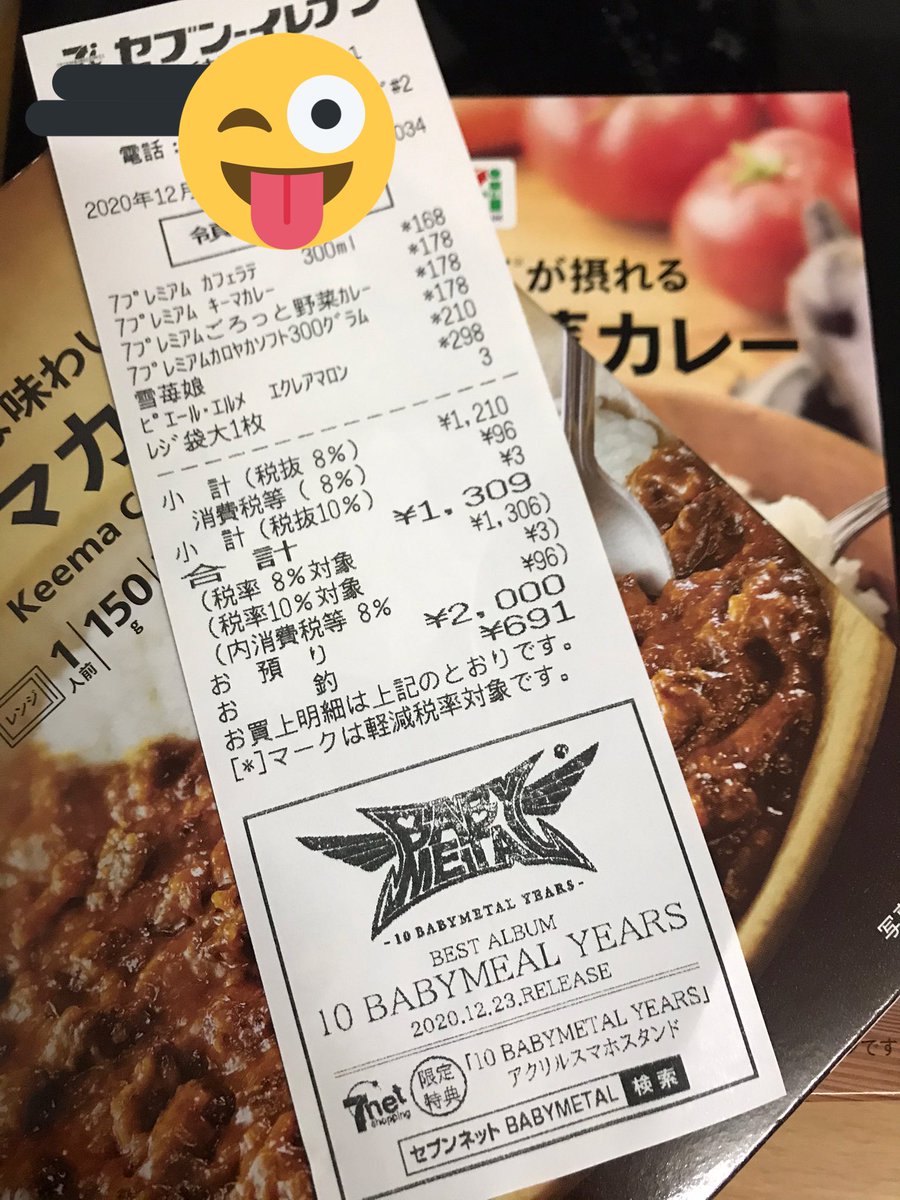 セブン-イレブン
#2
電話:
034
2020年12月
領
7プレミアム カフェラテ 300ml *168
7プレミアム キーマカレー *178
7プレミアムごろっと野菜カレー *178
7プレミアムカロヤカソフト300グラム *178
雪苺娘 *210
ピエール・エルメ エクレアマロン *298
レジ袋大1枚 3
小計(税抜 8%) ¥1,210
消費税等( 8%) ¥96
小計(税抜10%) ¥3
合計 ¥1,309
(税率 8%対象 ¥1,306)
(税率10%対象 ¥3)
(内消費税等 8% ¥96)
お預り ¥2,000
お釣 ¥691
お買上明細は上記のとおりです。
[*]マークは軽減税率対象です。
BABY
METAL
-10 BABYMETAL YEARS-
BEST ALBUM
10 BABYMEAL YEARS
2020.12.23.RELEASE
7net shopping
限定
特典
「10 BABYMETAL YEARS」
アクリルスマホスタンド
セブンネット BABYMETAL 検索
が摂れる
カレー
味わい
マカ
Keema C
レンジ
1人前
150g
写
です